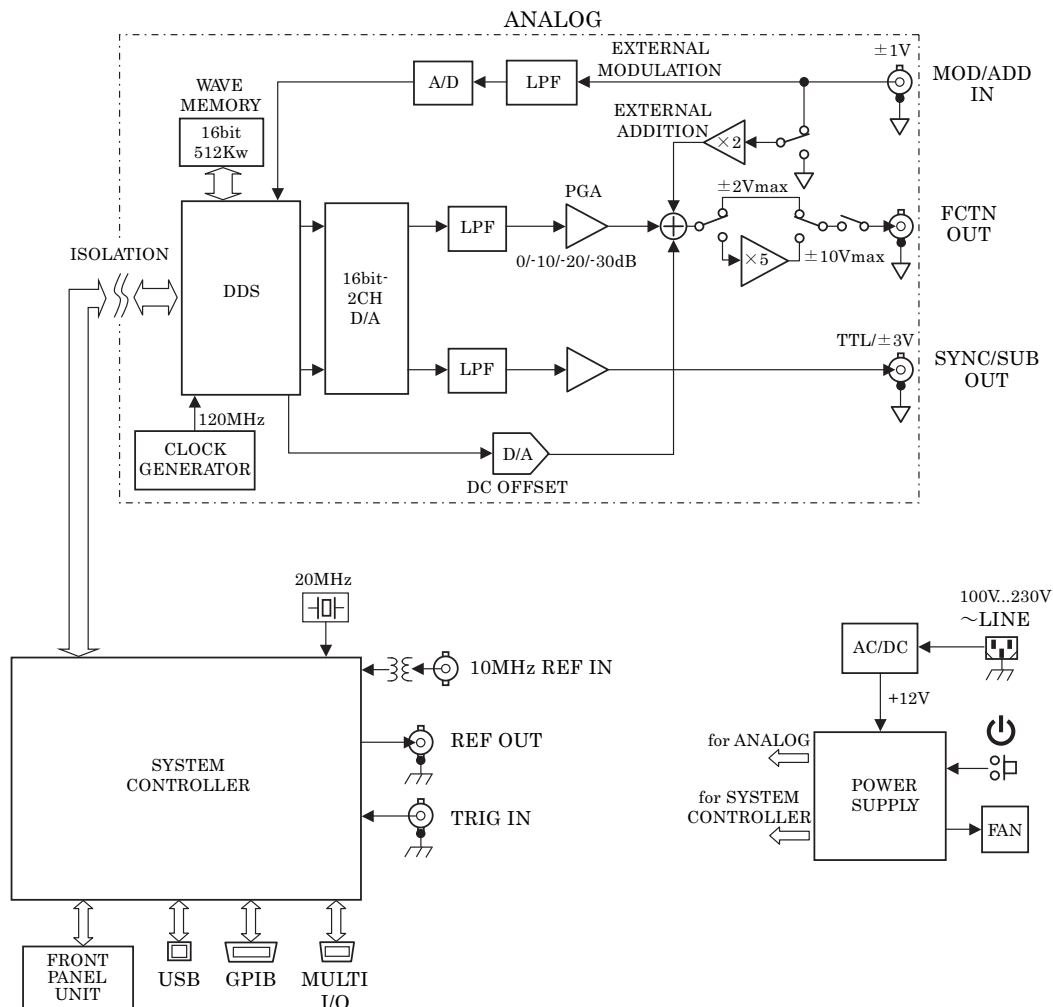 ANALOG
±1V
EXTERNAL
MODULATION
MOD/ADD
IN
A/D
LPF
WAVE
MEMORY
16bit
512Kw
EXTERNAL
ADDITION
×2
±2Vmax
PGA
FCTN
OUT
LPF
0/-10/-20/-30dB
×5
±10Vmax
ISOLATION
DDS
16bit-
2CH
D/A
TTL/±3V
LPF
SYNC/SUB
OUT
120MHz
CLOCK
GENERATOR
D/A
DC OFFSET
20MHz
100V...230V
～LINE
AC/DC
10MHz REF IN
+12V
REF OUT
for ANALOG
SYSTEM
CONTROLLER
POWER
SUPPLY
for SYSTEM
CONTROLLER
TRIG IN
FAN
FRONT
PANEL
UNIT
USB
GPIB
MULTI
I/O